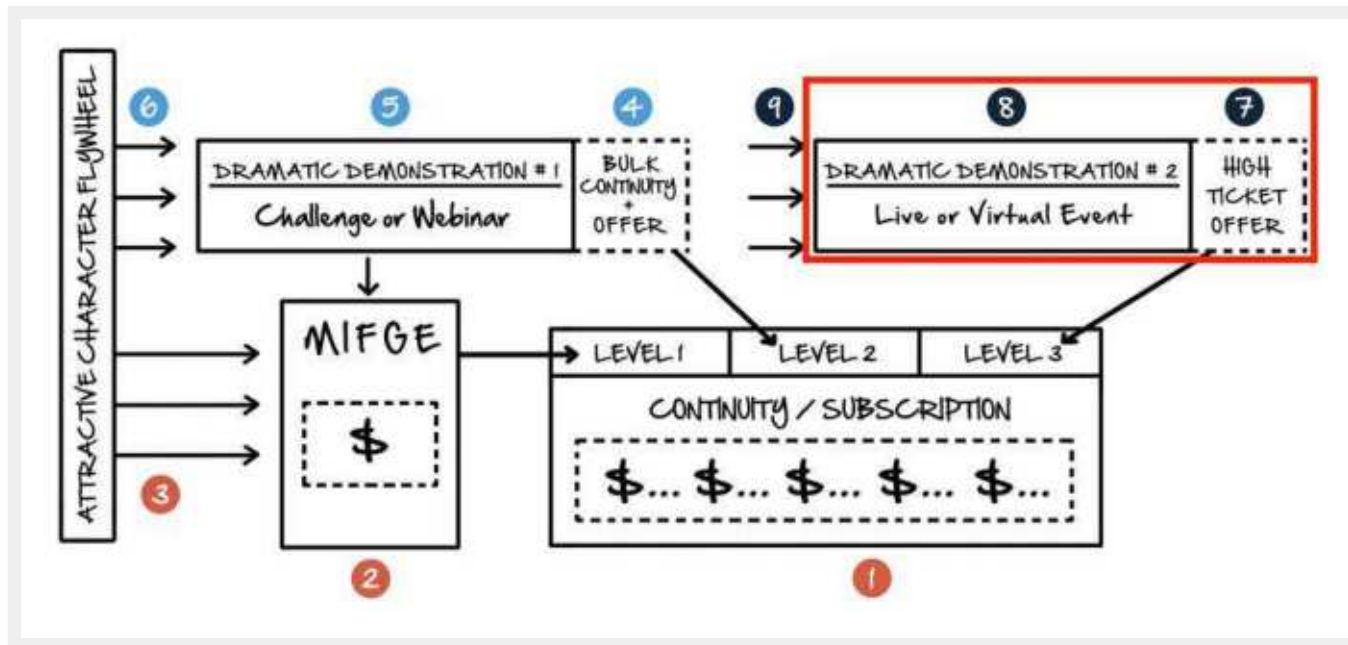 ATTRACTIVE CHARACTER FLYWHEEL
6
5
4
9
8
7
DRAMATIC DEMONSTRATION # 1
Challenge or Webinar
BULK
CONTINUITY
+
OFFER
DRAMATIC DEMONSTRATION # 2
Live or Virtual Event
HIGH
TICKET
OFFER
MIFGE
$
LEVEL 1
LEVEL 2
LEVEL 3
CONTINUITY / SUBSCRIPTION
$... $... $... $... $...
3
2
1